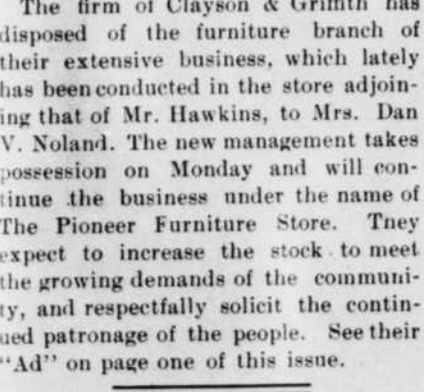 The firm of Clayson & Griffith has
disposed of the furniture branch of
their extensive business, which lately
has been conducted in the store adjoin-
ing that of Mr. Hawkins, to Mrs. Dan
V. Noland. The new management takes
possession on Monday and will con-
tinue the business under the name of
The Pioneer Furniture Store. Tney
expect to increase the stock to meet
the growing demands of the communi-
ty, and respectfully solicit the contin-
ued patronage of the people. See their
"Ad" on page one of this issue.